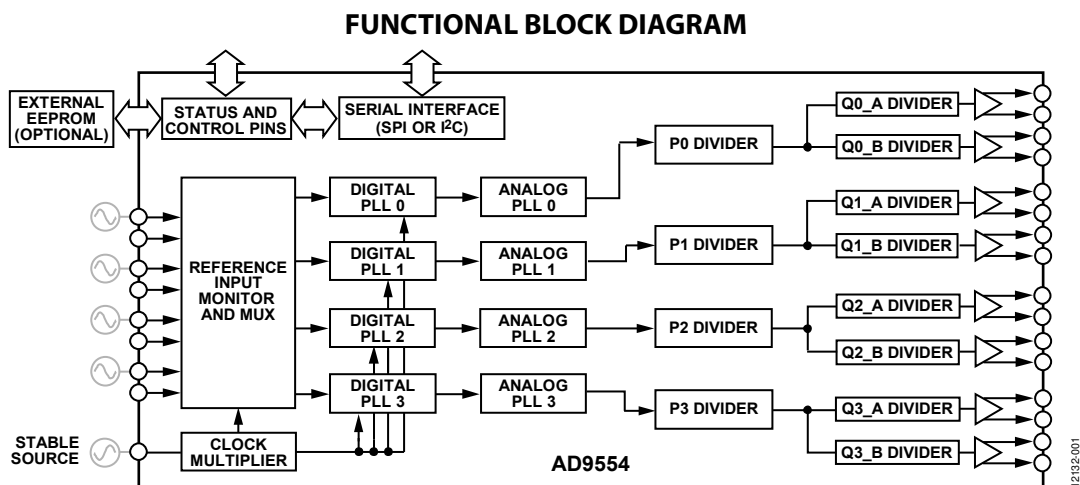 FUNCTIONAL BLOCK DIAGRAM
EXTERNAL
EEPROM
(OPTIONAL)
STATUS AND
CONTROL PINS
SERIAL INTERFACE
(SPI OR I²C)
Q0_A DIVIDER
P0 DIVIDER
Q0_B DIVIDER
DIGITAL
PLL 0
ANALOG
PLL 0
Q1_A DIVIDER
P1 DIVIDER
Q1_B DIVIDER
REFERENCE
INPUT
MONITOR
AND MUX
DIGITAL
PLL 1
ANALOG
PLL 1
Q2_A DIVIDER
DIGITAL
PLL 2
ANALOG
PLL 2
P2 DIVIDER
Q2_B DIVIDER
DIGITAL
PLL 3
ANALOG
PLL 3
P3 DIVIDER
Q3_A DIVIDER
Q3_B DIVIDER
STABLE
SOURCE
CLOCK
MULTIPLIER
AD9554
12132-001